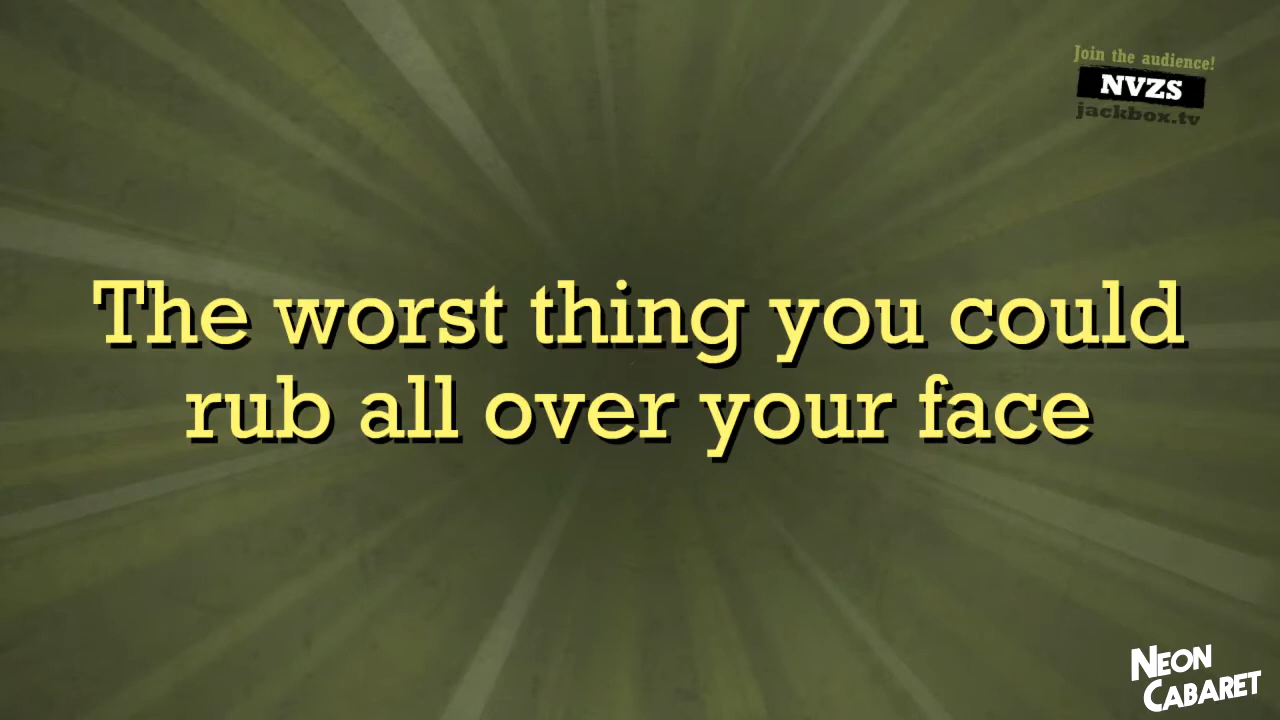 Join the audience!
NVZS
jackbox.tv
The worst thing you could
rub all over your face
NEON
CABARET